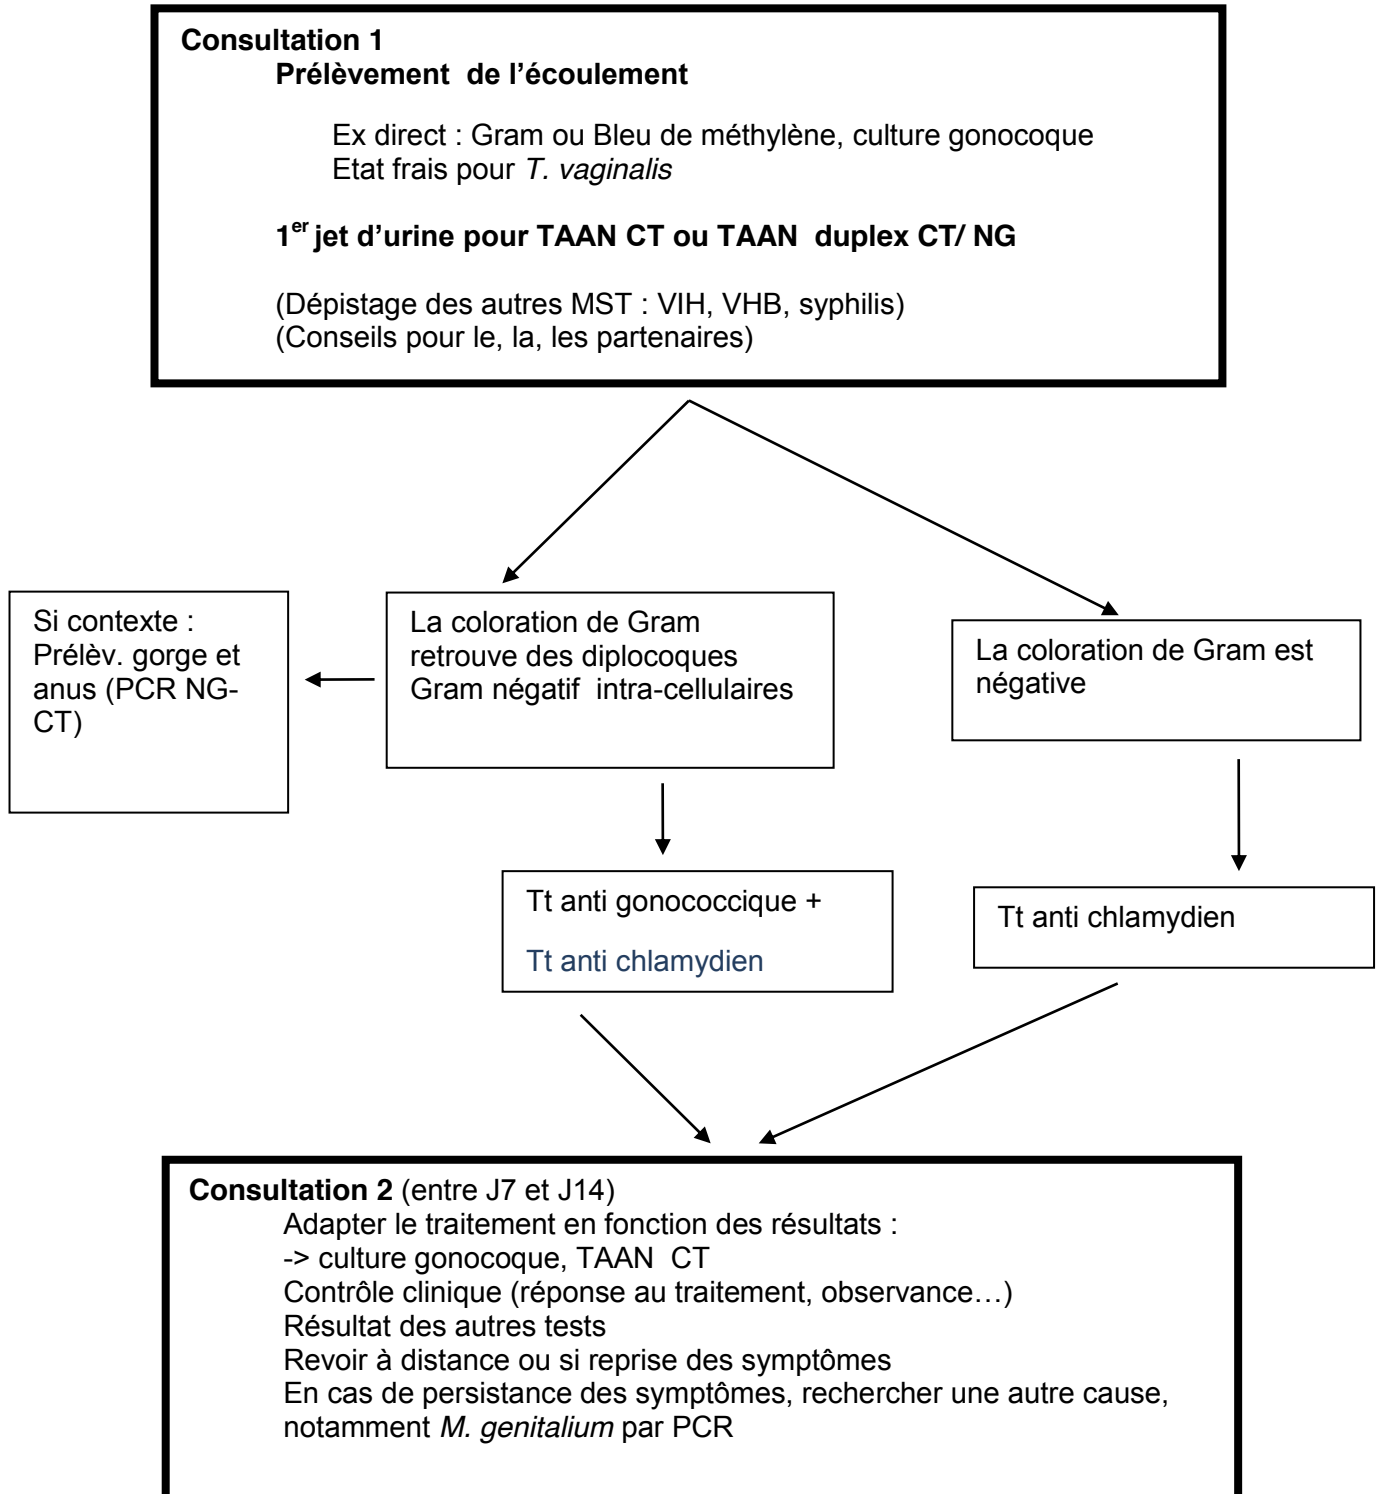 Consultation 1
Prélèvement de l'écoulement
Ex direct : Gram ou Bleu de méthylène, culture gonocoque
Etat frais pour T. vaginalis
1er jet d'urine pour TAAN CT ou TAAN duplex CT/ NG
(Dépistage des autres MST : VIH, VHB, syphilis)
(Conseils pour le, la, les partenaires)
Si contexte :
Prélèv. gorge et
anus (PCR NG-
CT)
La coloration de Gram
retrouve des diplocoques
Gram négatif intra-cellulaires
La coloration de Gram est
négative
Tt anti gonococcique +
Tt anti chlamydien
Tt anti chlamydien
Consultation 2 (entre J7 et J14)
Adapter le traitement en fonction des résultats :
-> culture gonocoque, TAAN CT
Contrôle clinique (réponse au traitement, observance…)
Résultat des autres tests
Revoir à distance ou si reprise des symptômes
En cas de persistance des symptômes, rechercher une autre cause,
notamment M. genitalium par PCR